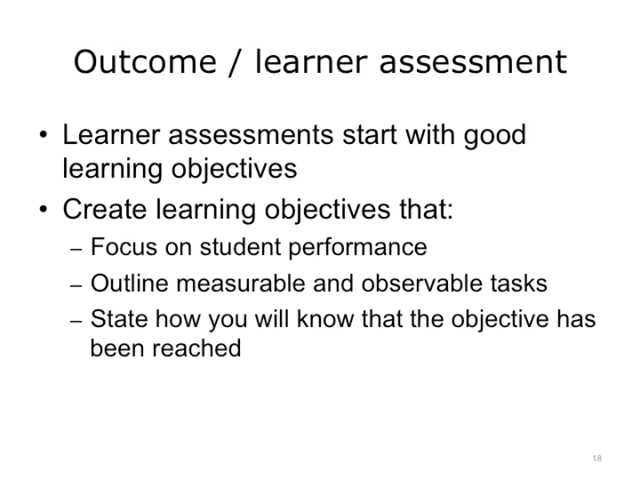 Outcome / learner assessment
• Learner assessments start with good
learning objectives
• Create learning objectives that:
– Focus on student performance
– Outline measurable and observable tasks
– State how you will know that the objective has
been reached
18